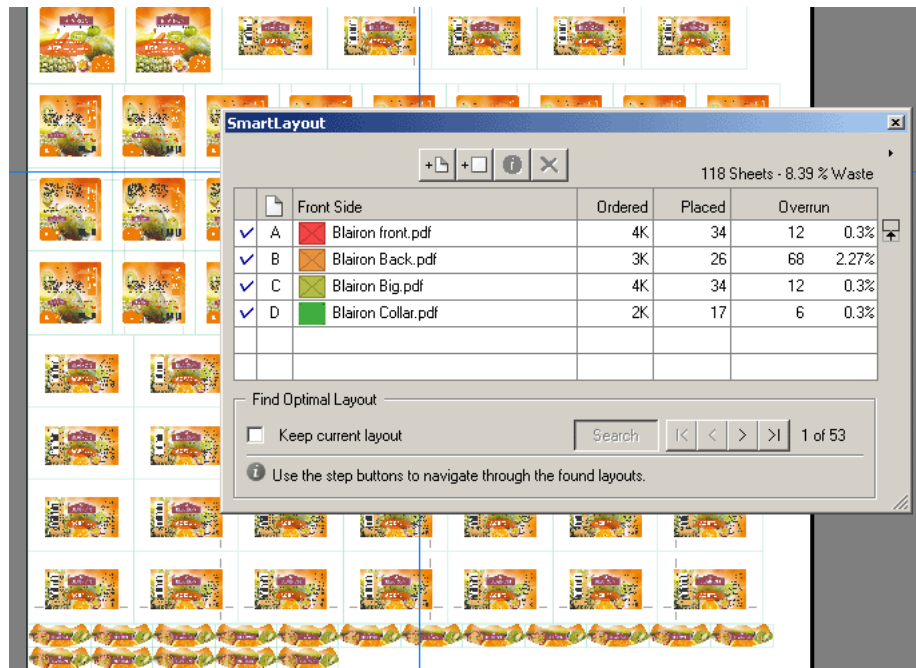 SmartLayout
118 Sheets - 8.39 % Waste
Front Side Ordered Placed Overrun
A Blairon front.pdf 4K 34 12 0.3%
B Blairon Back.pdf 3K 26 68 2.27%
C Blairon Big.pdf 4K 34 12 0.3%
D Blairon Collar.pdf 2K 17 6 0.3%
Find Optimal Layout
Keep current layout Search 1 of 53
Use the step buttons to navigate through the found layouts.